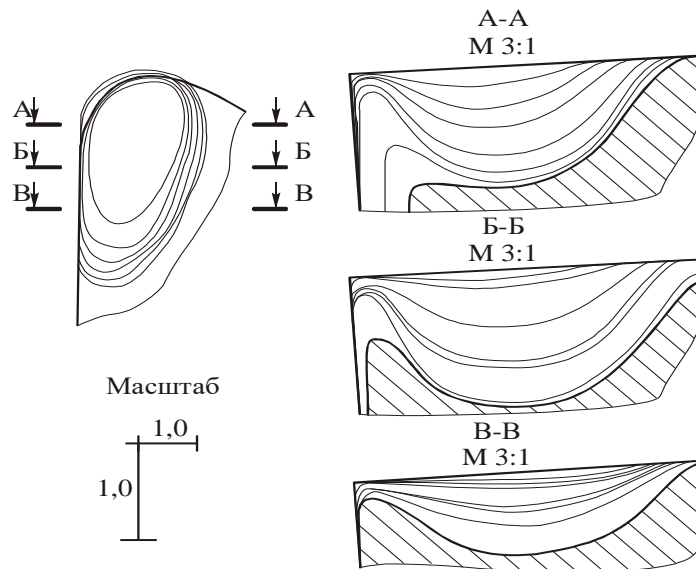 А-А
М 3:1
А А
Б Б
В В
Б-Б
М 3:1
Масштаб
1,0
1,0
В-В
М 3:1